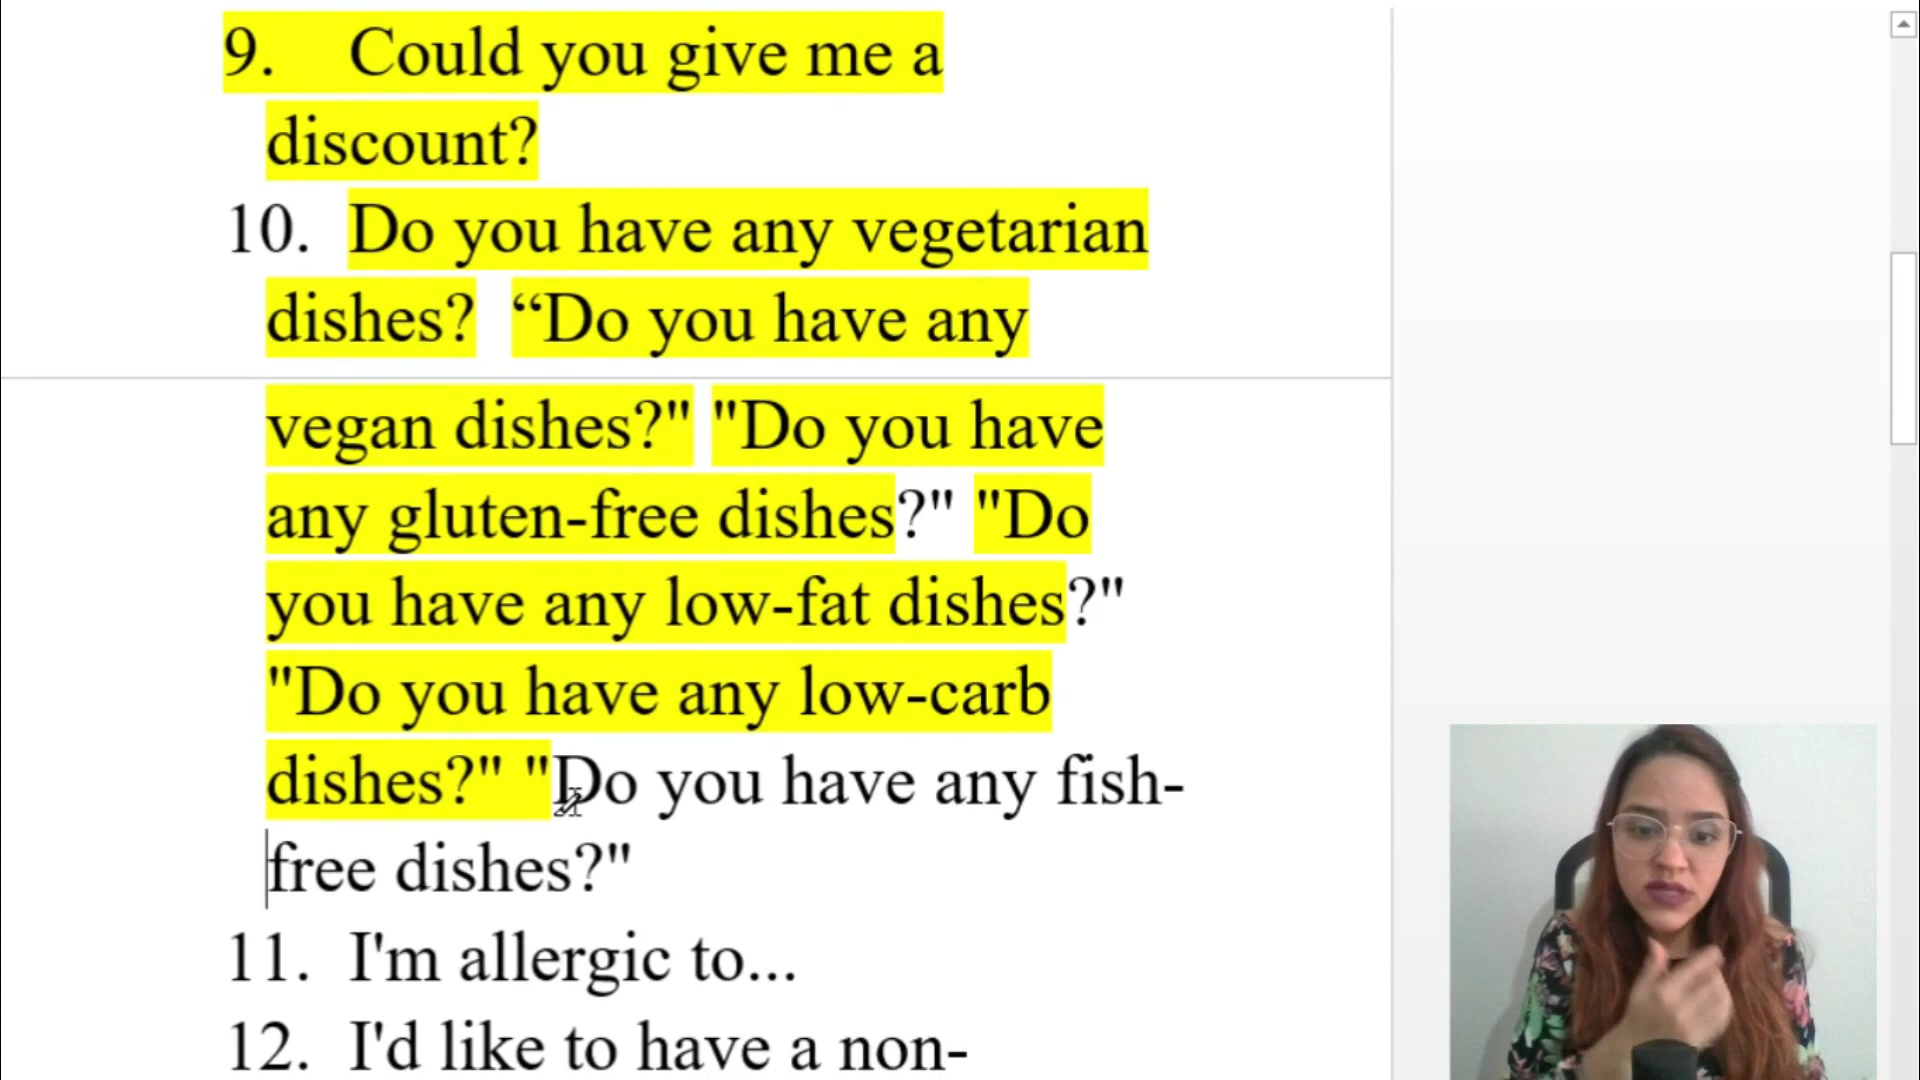 9. Could you give me a
discount?
10. Do you have any vegetarian
dishes? “Do you have any
vegan dishes?" "Do you have
any gluten-free dishes?" "Do
you have any low-fat dishes?"
"Do you have any low-carb
dishes?" "Do you have any fish-
free dishes?"
11. I'm allergic to...
12. I'd like to have a non-